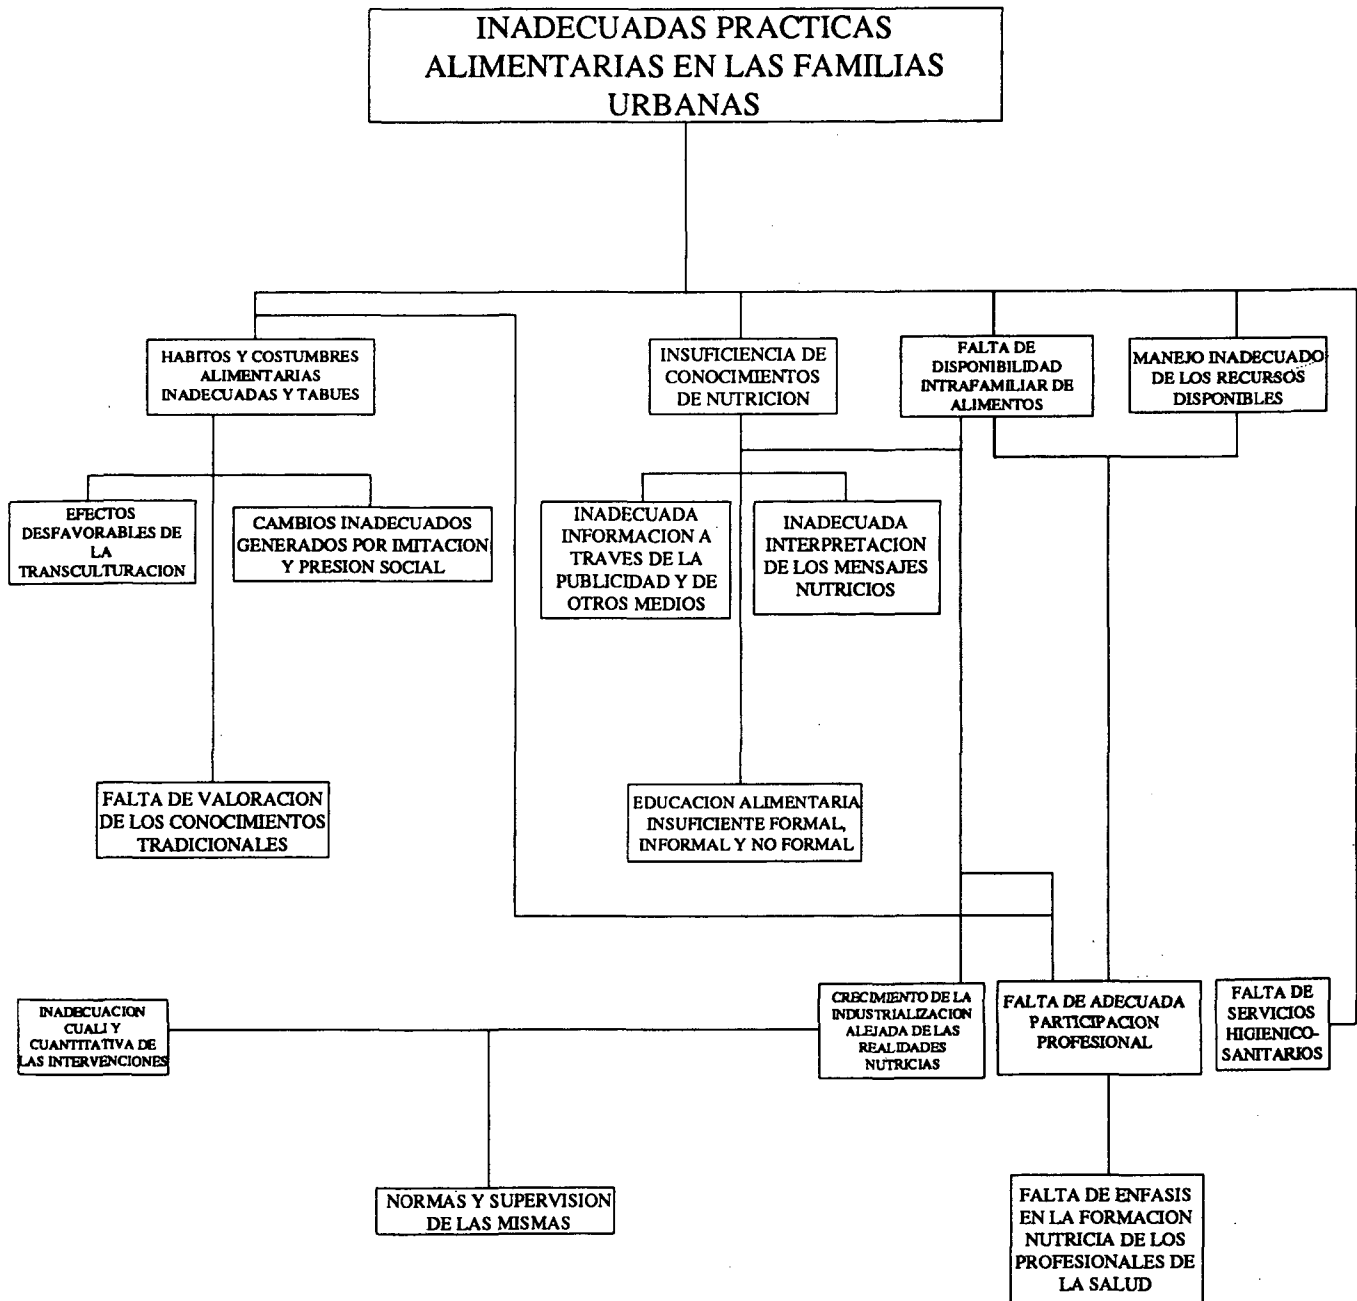 INADECUADAS PRACTICAS
ALIMENTARIAS EN LAS FAMILIAS
URBANAS
HABITOS Y COSTUMBRES
ALIMENTARIAS
INADECUADAS Y TABUES
INSUFICIENCIA DE
CONOCIMIENTOS
DE NUTRICION
FALTA DE
DISPONIBILIDAD
INTRAFAMILIAR DE
ALIMENTOS
MANEJO INADECUADO
DE LOS RECURSOS
DISPONIBLES
EFECTOS
DESFAVORABLES DE
LA
TRANSCULTURACION
CAMBIOS INADECUADOS
GENERADOS POR IMITACION
Y PRESION SOCIAL
INADECUADA
INFORMACION A
TRAVES DE LA
PUBLICIDAD Y DE
OTROS MEDIOS
INADECUADA
INTERPRETACION
DE LOS MENSAJES
NUTRICIOS
FALTA DE VALORACION
DE LOS CONOCIMIENTOS
TRADICIONALES
EDUCACION ALIMENTARIA
INSUFICIENTE FORMAL,
INFORMAL Y NO FORMAL
INADECUACION
CUALI Y
CUANTITATIVA DE
LAS INTERVENCIONES
CRECIMIENTO DE LA
INDUSTRIALIZACION
ALEJADA DE LAS
REALIDADES
NUTRICIAS
FALTA DE ADECUADA
PARTICIPACION
PROFESIONAL
FALTA DE
SERVICIOS
HIGIENICO-
SANITARIOS
NORMAS Y SUPERVISION
DE LAS MISMAS
FALTA DE ENFASIS
EN LA FORMACION
NUTRICIA DE LOS
PROFESIONALES DE
LA SALUD